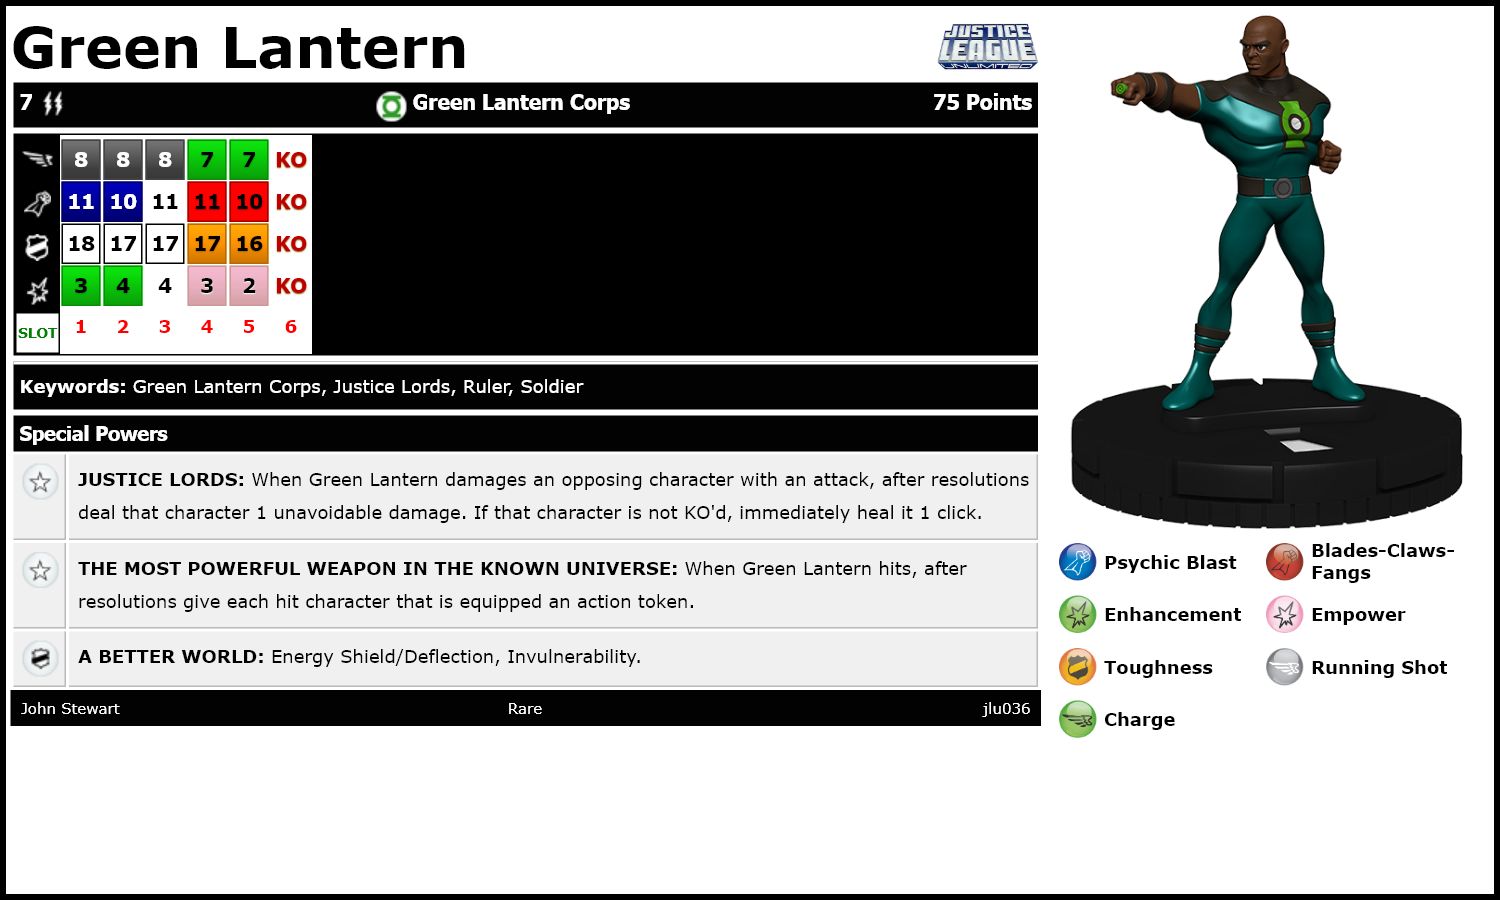 Green Lantern
JUSTICE
LEAGUE
UNLIMITED
7 Green Lantern Corps 75 Points
8 8 8 7 7 KO
11 10 11 11 10 KO
18 17 17 17 16 KO
3 4 4 3 2 KO
SLOT 1 2 3 4 5 6
Keywords: Green Lantern Corps, Justice Lords, Ruler, Soldier
Special Powers
JUSTICE LORDS: When Green Lantern damages an opposing character with an attack, after resolutions
deal that character 1 unavoidable damage. If that character is not KO'd, immediately heal it 1 click.
THE MOST POWERFUL WEAPON IN THE KNOWN UNIVERSE: When Green Lantern hits, after
resolutions give each hit character that is equipped an action token.
A BETTER WORLD: Energy Shield/Deflection, Invulnerability.
John Stewart Rare jlu036
Psychic Blast
Blades-Claws-
Fangs
Enhancement
Empower
Toughness
Running Shot
Charge